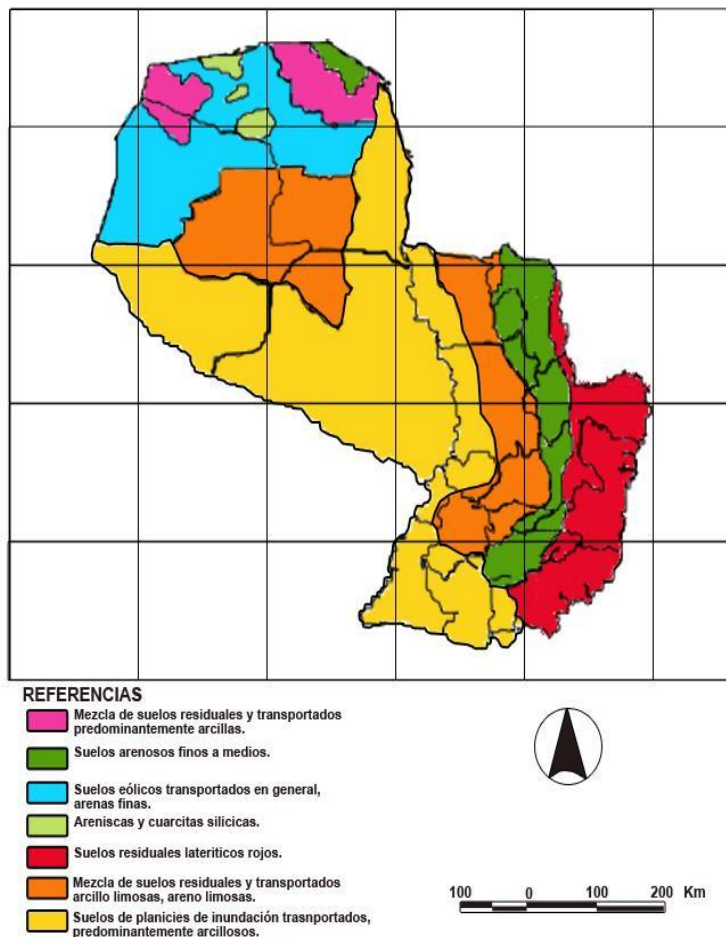 REFERENCIAS
Mezcla de suelos residuales y transportados
predominantemente arcillas.
Suelos arenosos finos a medios.
Suelos eólicos transportados en general,
arenas finas.
Areniscas y cuarcitas silicicas.
Suelos residuales lateriticos rojos.
Mezcla de suelos residuales y transportados
arcillo limosas, areno limosas.
Suelos de planicies de inundación trasnportados,
predominantemente arcillosos.
100 0 100 200 Km